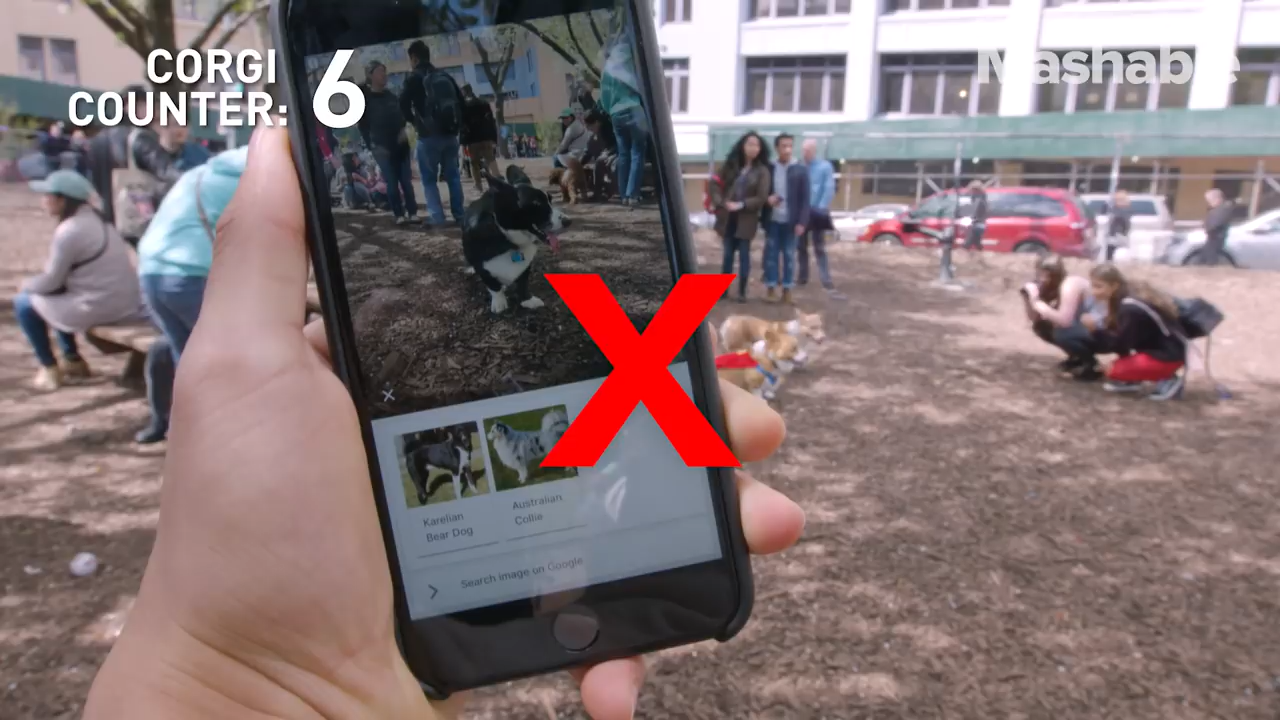 CORGI
COUNTER: 6
Mashable
X
Karelian
Bear Dog
Australian
Collie
Search image on Google